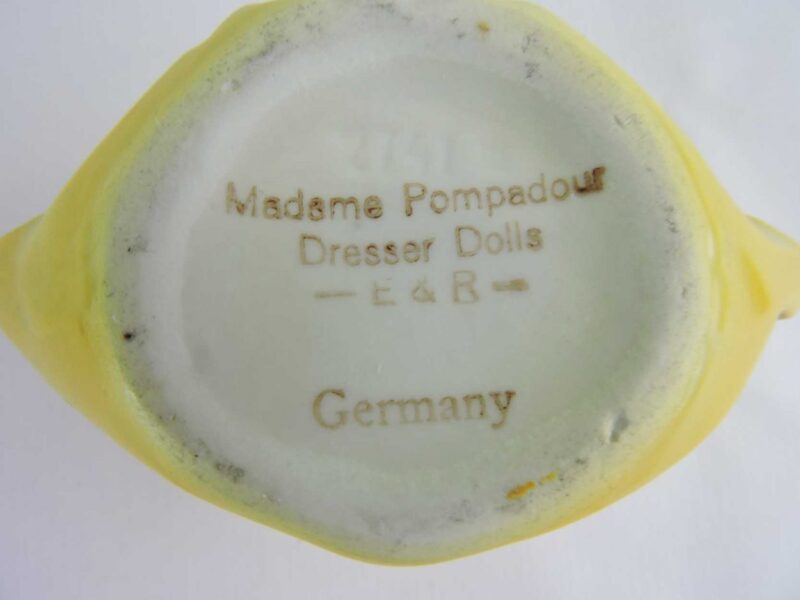 Madame Pompadour
Dresser Dolls
— E & R —
Germany